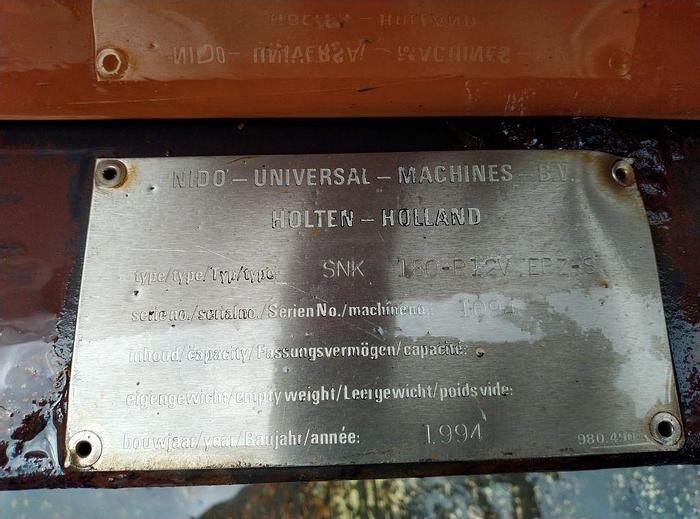 NIDO - UNIVERSAL - MACHINES - B.V.
HOLTEN - HOLLAND
type/type/Typ/type: SNK
serie no./serial no./Serien No./machine no.:
inhoud/capacity/Fassungsvermögen/capacité:
eigengewicht/empty weight/Leergewicht/poids vide:
bouwjaar/year/Baujahr/année: 1994
980.490